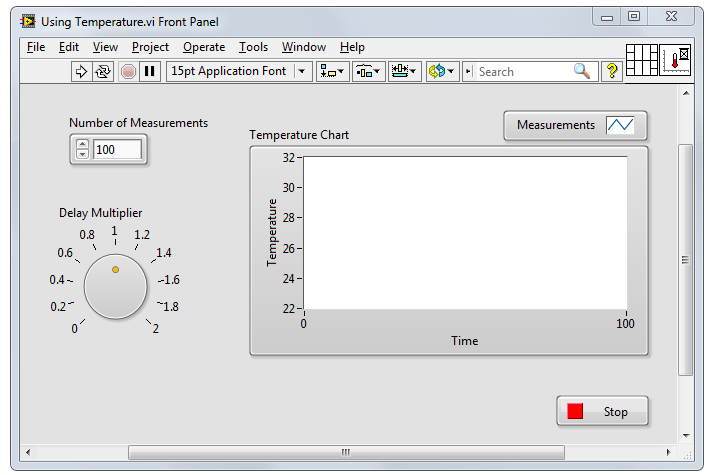 Using Temperature.vi Front Panel
File Edit View Project Operate Tools Window Help
15pt Application Font
Search
?
Number of Measurements
100
Measurements
Temperature Chart
32
30
28
26
24
22
Temperature
0
100
Time
Delay Multiplier
0
0.2
0.4
0.6
0.8
1
1.2
1.4
1.6
1.8
2
Stop